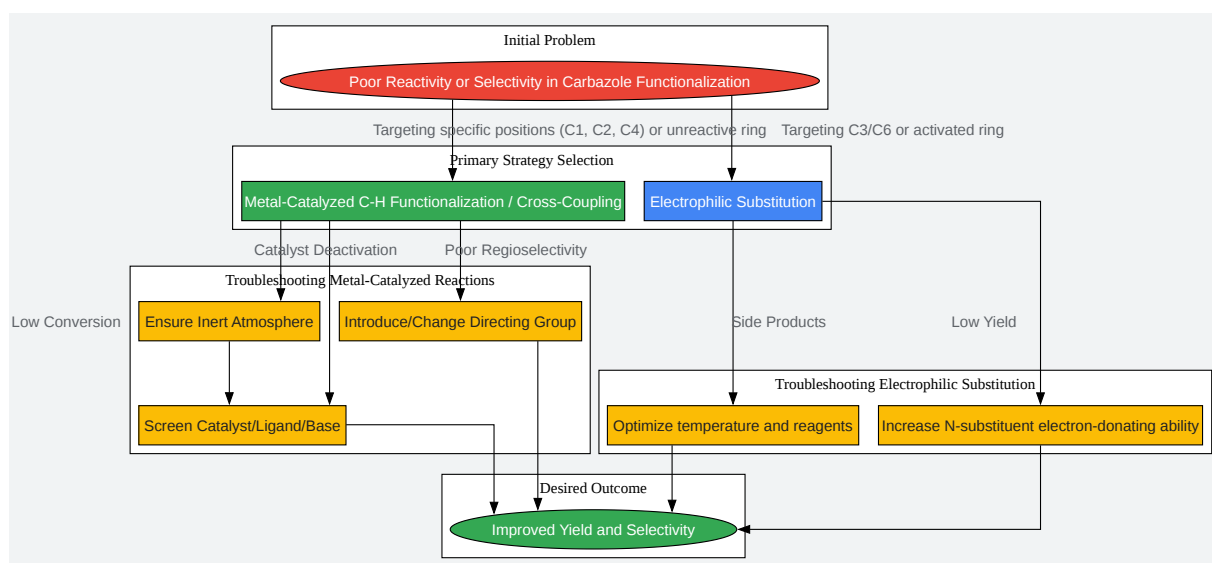 Initial Problem
Poor Reactivity or Selectivity in Carbazole Functionalization
Targeting specific positions (C1, C2, C4) or unreactive ring
Targeting C3/C6 or activated ring
Primary Strategy Selection
Metal-Catalyzed C-H Functionalization / Cross-Coupling
Electrophilic Substitution
Catalyst Deactivation
Poor Regioselectivity
Troubleshooting Metal-Catalyzed Reactions
Low Conversion
Ensure Inert Atmosphere
Introduce/Change Directing Group
Side Products
Low Yield
Troubleshooting Electrophilic Substitution
Screen Catalyst/Ligand/Base
Optimize temperature and reagents
Increase N-substituent electron-donating ability
Desired Outcome
Improved Yield and Selectivity